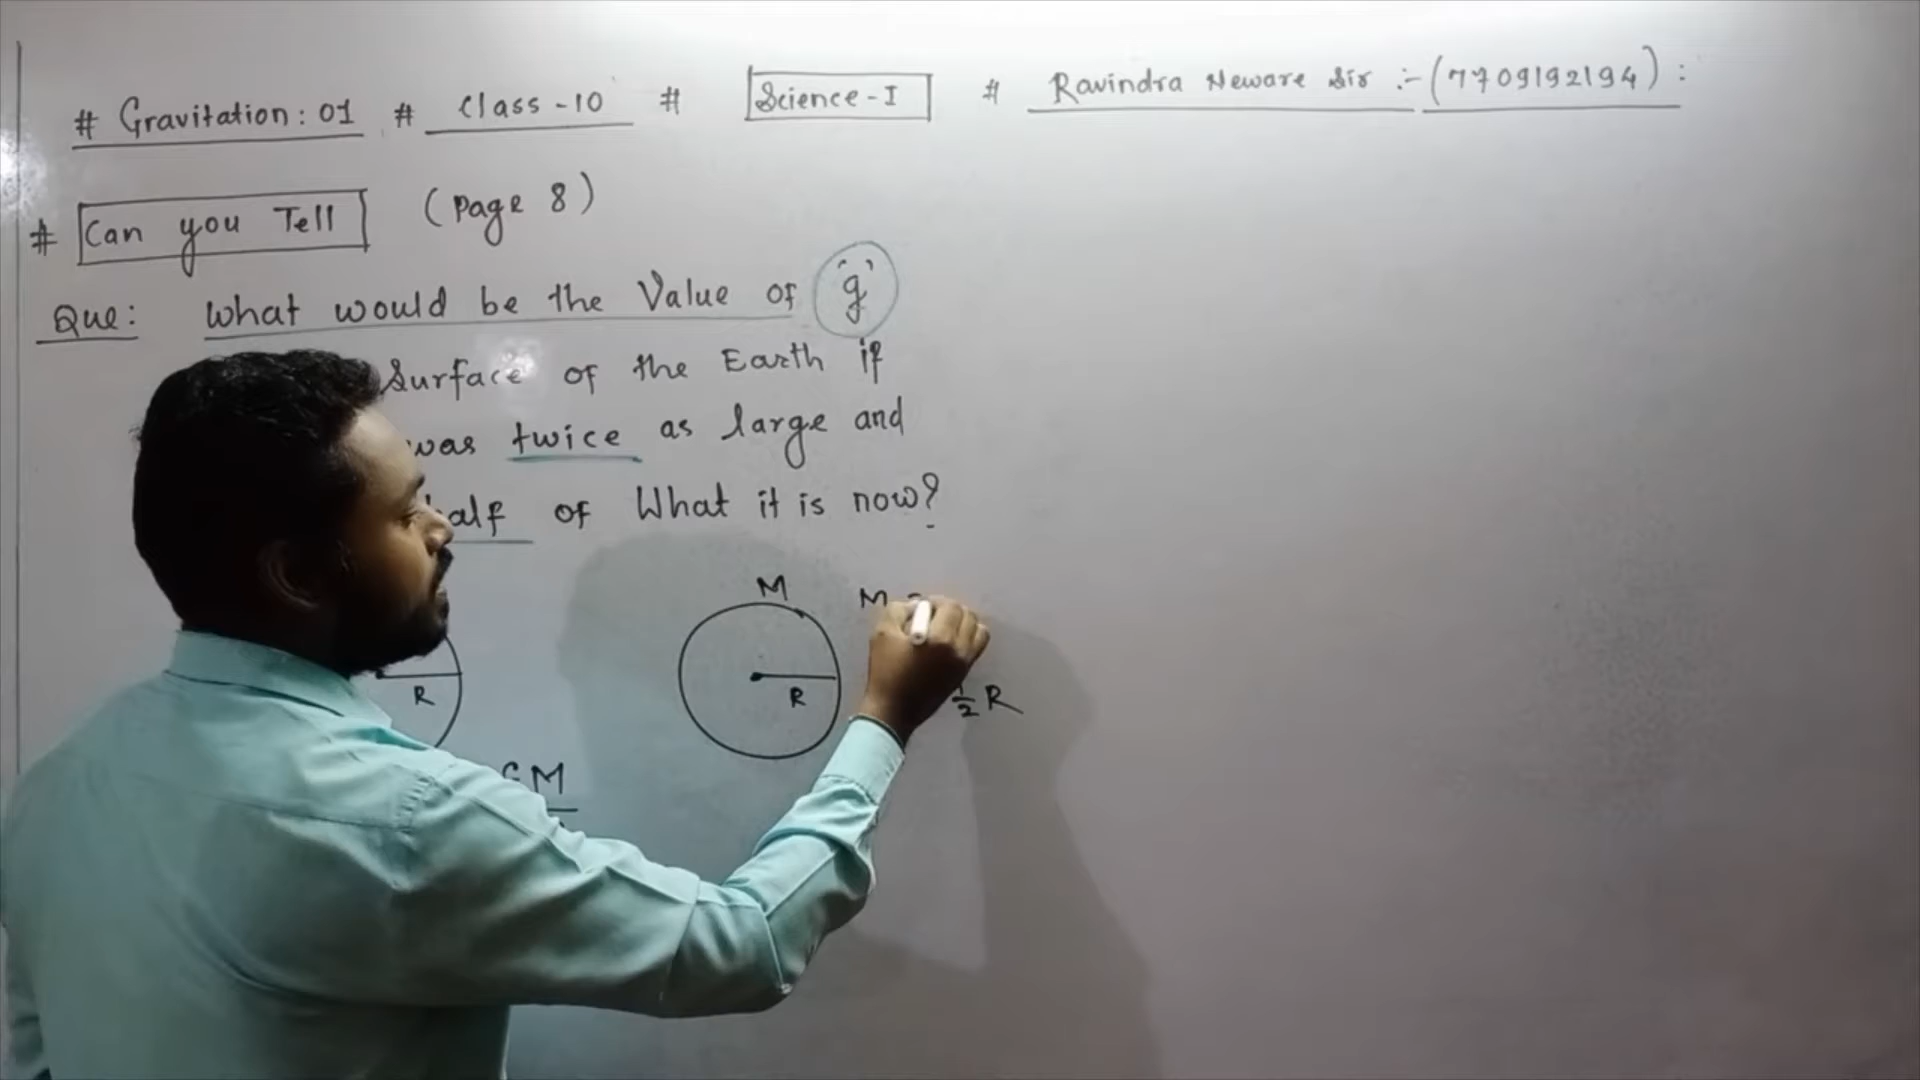 # Gravitation: 01 # Class - 10 # Science - I # Ravindra Neware Sir :- (7709192194) :
# Can you Tell (Page 8)
Que: What would be the Value of 'g'
Surface of the Earth if
was twice as large and
alf of What it is now?
M M
R R ½ R
GM